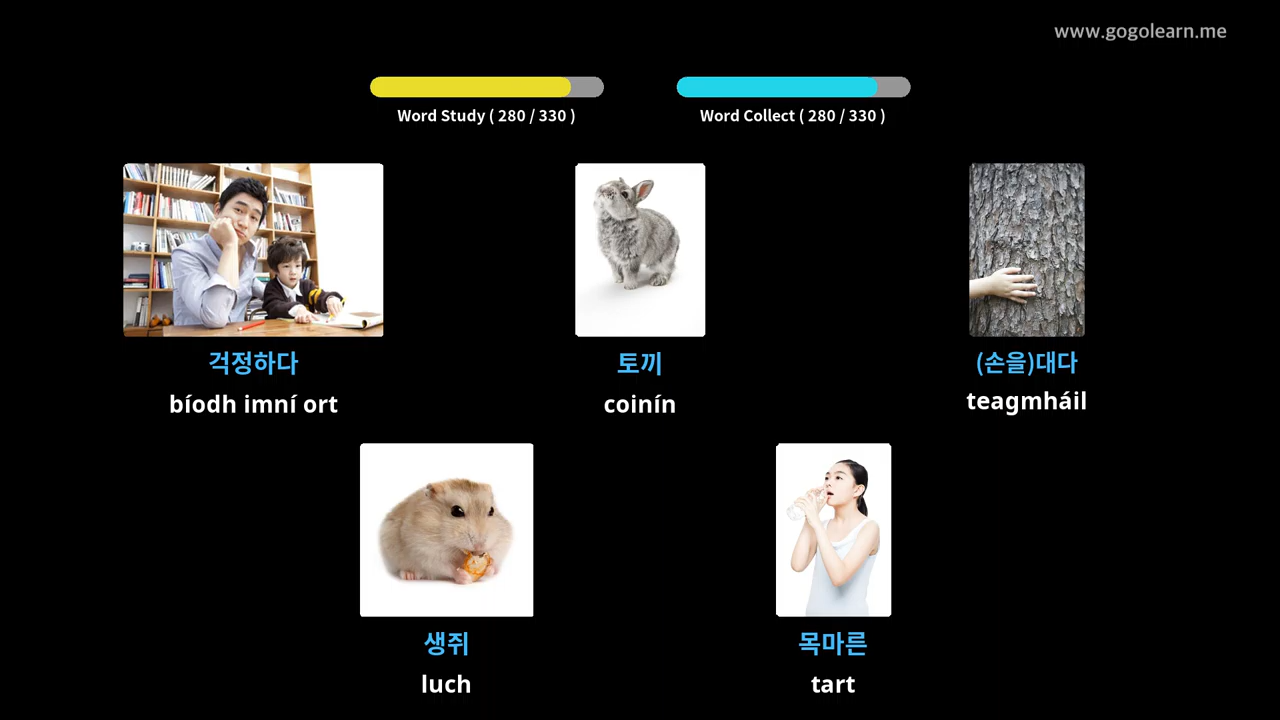 www.gogolearn.me
Word Study ( 280 / 330 )
Word Collect ( 280 / 330 )
걱정하다
bíodh imní ort
토끼
coinín
(손을)대다
teagmháil
생쥐
luch
목마른
tart